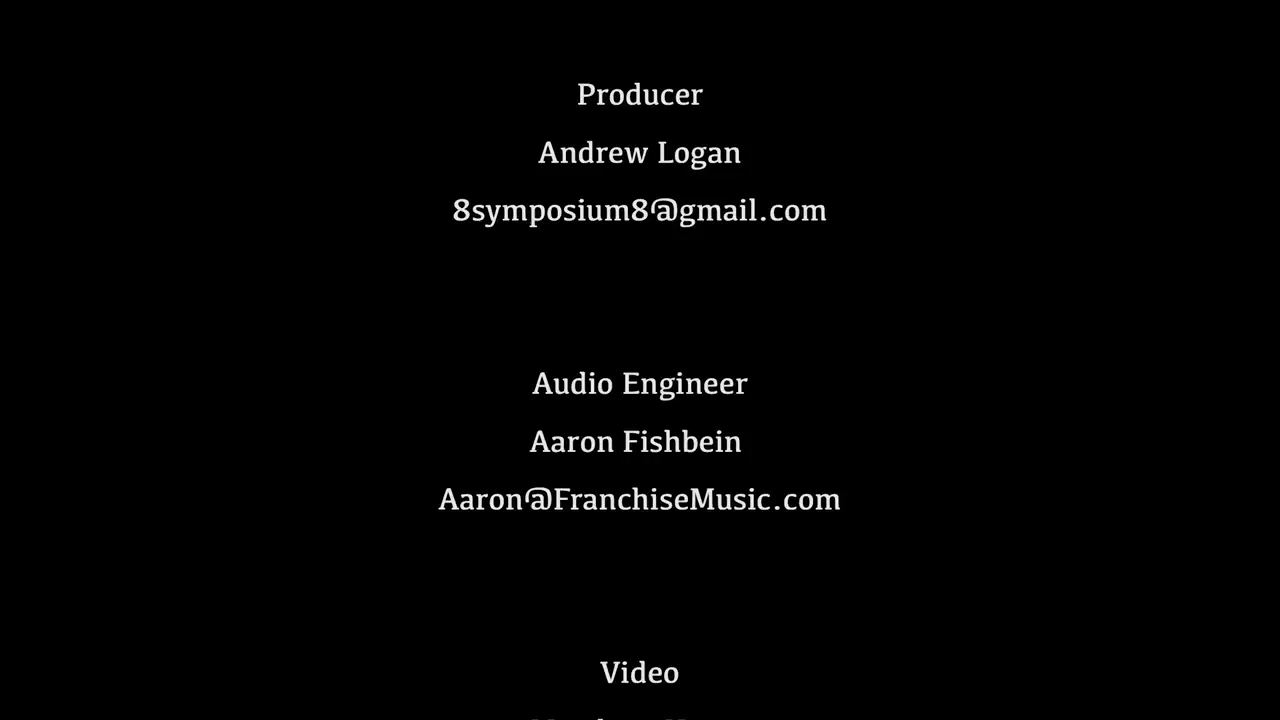 Producer
Andrew Logan
8symposium8@gmail.com
Audio Engineer
Aaron Fishbein
Aaron@FranchiseMusic.com
Video